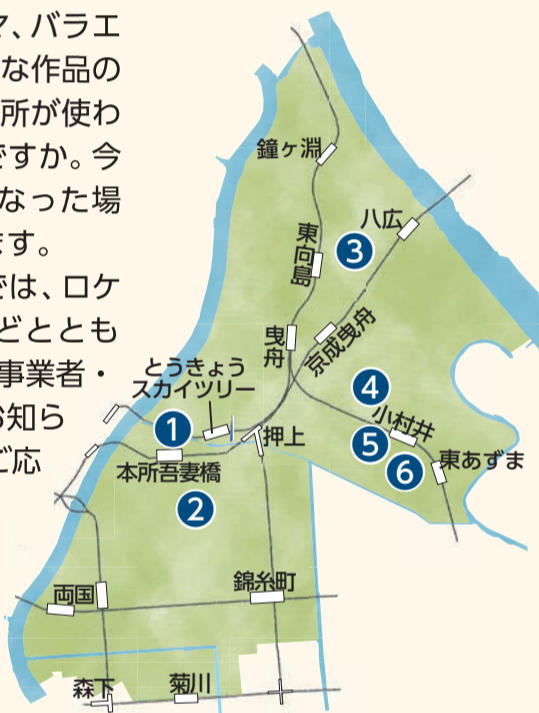 マ、バラエ
な作品の
所が使わ
ですか。今
なった場
ます。
では、ロケ
どととも
事業者・
お知ら
ご応
鐘ヶ淵
八広
東向島
3
曳舟
京成曳舟
とうきょう
スカイツリー
4
1
押上
小村井
5
6
東あずま
本所吾妻橋
2
両国
錦糸町
森下
菊川